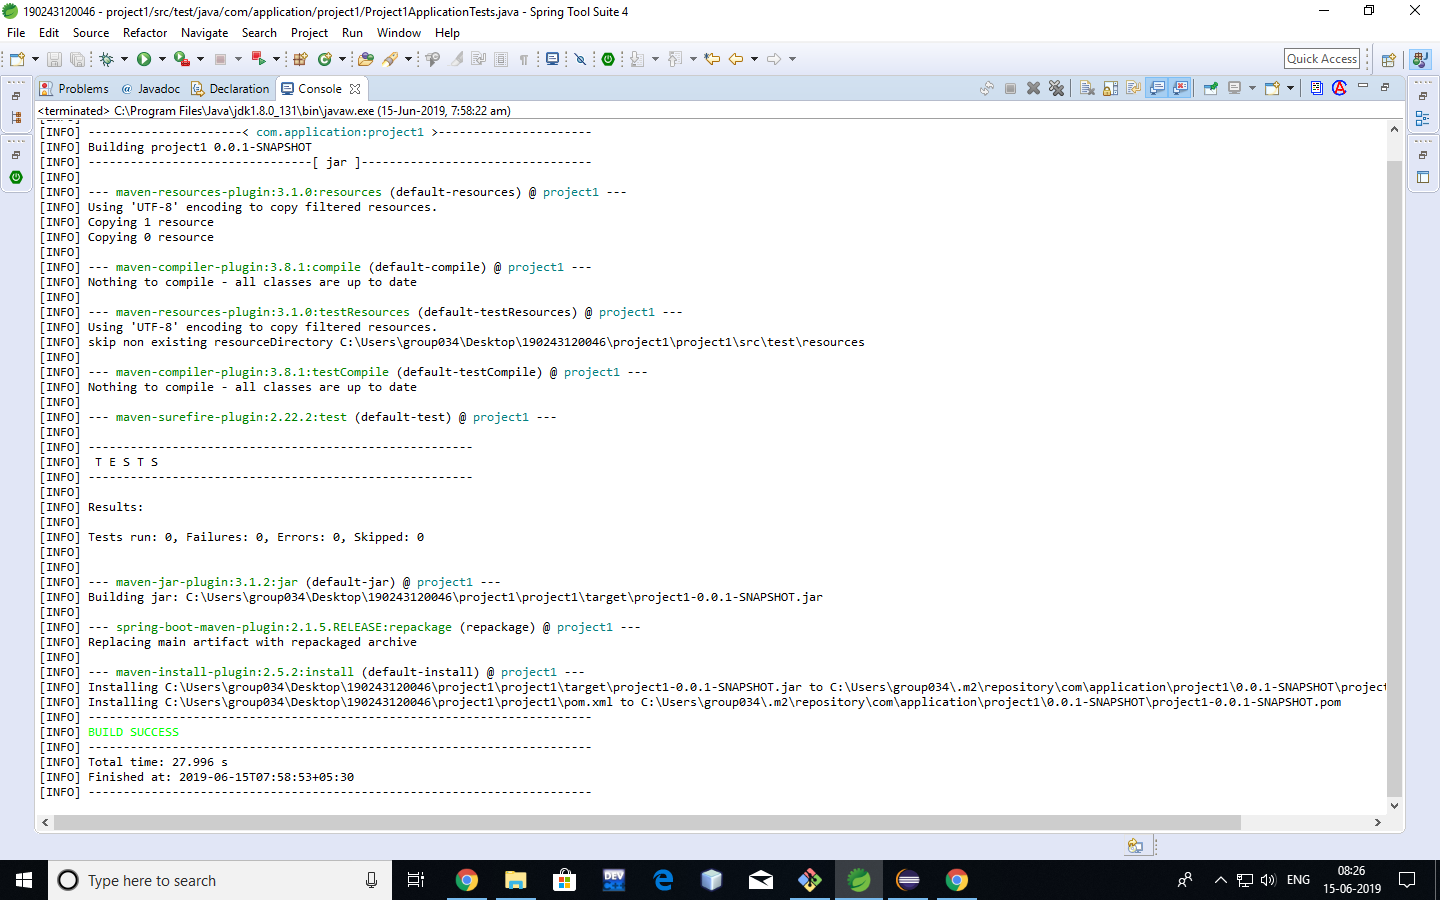 190243120046 - project1/src/test/java/com/application/project1/Project1ApplicationTests.java - Spring Tool Suite 4
File Edit Source Refactor Navigate Search Project Run Window Help
Quick Access
Problems @ Javadoc Declaration Console
<terminated> C:\Program Files\Java\jdk1.8.0_131\bin\javaw.exe (15-Jun-2019, 7:58:22 am)
[INFO] ----------------------< com.application:project1 >----------------------
[INFO] Building project1 0.0.1-SNAPSHOT
[INFO] --------------------------------[ jar ]---------------------------------
[INFO]
[INFO] --- maven-resources-plugin:3.1.0:resources (default-resources) @ project1 ---
[INFO] Using 'UTF-8' encoding to copy filtered resources.
[INFO] Copying 1 resource
[INFO] Copying 0 resource
[INFO]
[INFO] --- maven-compiler-plugin:3.8.1:compile (default-compile) @ project1 ---
[INFO] Nothing to compile - all classes are up to date
[INFO]
[INFO] --- maven-resources-plugin:3.1.0:testResources (default-testResources) @ project1 ---
[INFO] Using 'UTF-8' encoding to copy filtered resources.
[INFO] skip non existing resourceDirectory C:\Users\group034\Desktop\190243120046\project1\project1\src\test\resources
[INFO]
[INFO] --- maven-compiler-plugin:3.8.1:testCompile (default-testCompile) @ project1 ---
[INFO] Nothing to compile - all classes are up to date
[INFO]
[INFO] --- maven-surefire-plugin:2.22.2:test (default-test) @ project1 ---
[INFO]
[INFO] -------------------------------------------------------
[INFO]  T E S T S
[INFO] -------------------------------------------------------
[INFO]
[INFO] Results:
[INFO]
[INFO] Tests run: 0, Failures: 0, Errors: 0, Skipped: 0
[INFO]
[INFO]
[INFO] --- maven-jar-plugin:3.1.2:jar (default-jar) @ project1 ---
[INFO] Building jar: C:\Users\group034\Desktop\190243120046\project1\project1\target\project1-0.0.1-SNAPSHOT.jar
[INFO]
[INFO] --- spring-boot-maven-plugin:2.1.5.RELEASE:repackage (repackage) @ project1 ---
[INFO] Replacing main artifact with repackaged archive
[INFO]
[INFO] --- maven-install-plugin:2.5.2:install (default-install) @ project1 ---
[INFO] Installing C:\Users\group034\Desktop\190243120046\project1\project1\target\project1-0.0.1-SNAPSHOT.jar to C:\Users\group034\.m2\repository\com\application\project1\0.0.1-SNAPSHOT\project1
[INFO] Installing C:\Users\group034\Desktop\190243120046\project1\project1\pom.xml to C:\Users\group034\.m2\repository\com\application\project1\0.0.1-SNAPSHOT\project1-0.0.1-SNAPSHOT.pom
[INFO] ------------------------------------------------------------------------
[INFO] BUILD SUCCESS
[INFO] ------------------------------------------------------------------------
[INFO] Total time: 27.996 s
[INFO] Finished at: 2019-06-15T07:58:53+05:30
[INFO] ------------------------------------------------------------------------
Type here to search
DEV
ENG
08:26
15-06-2019